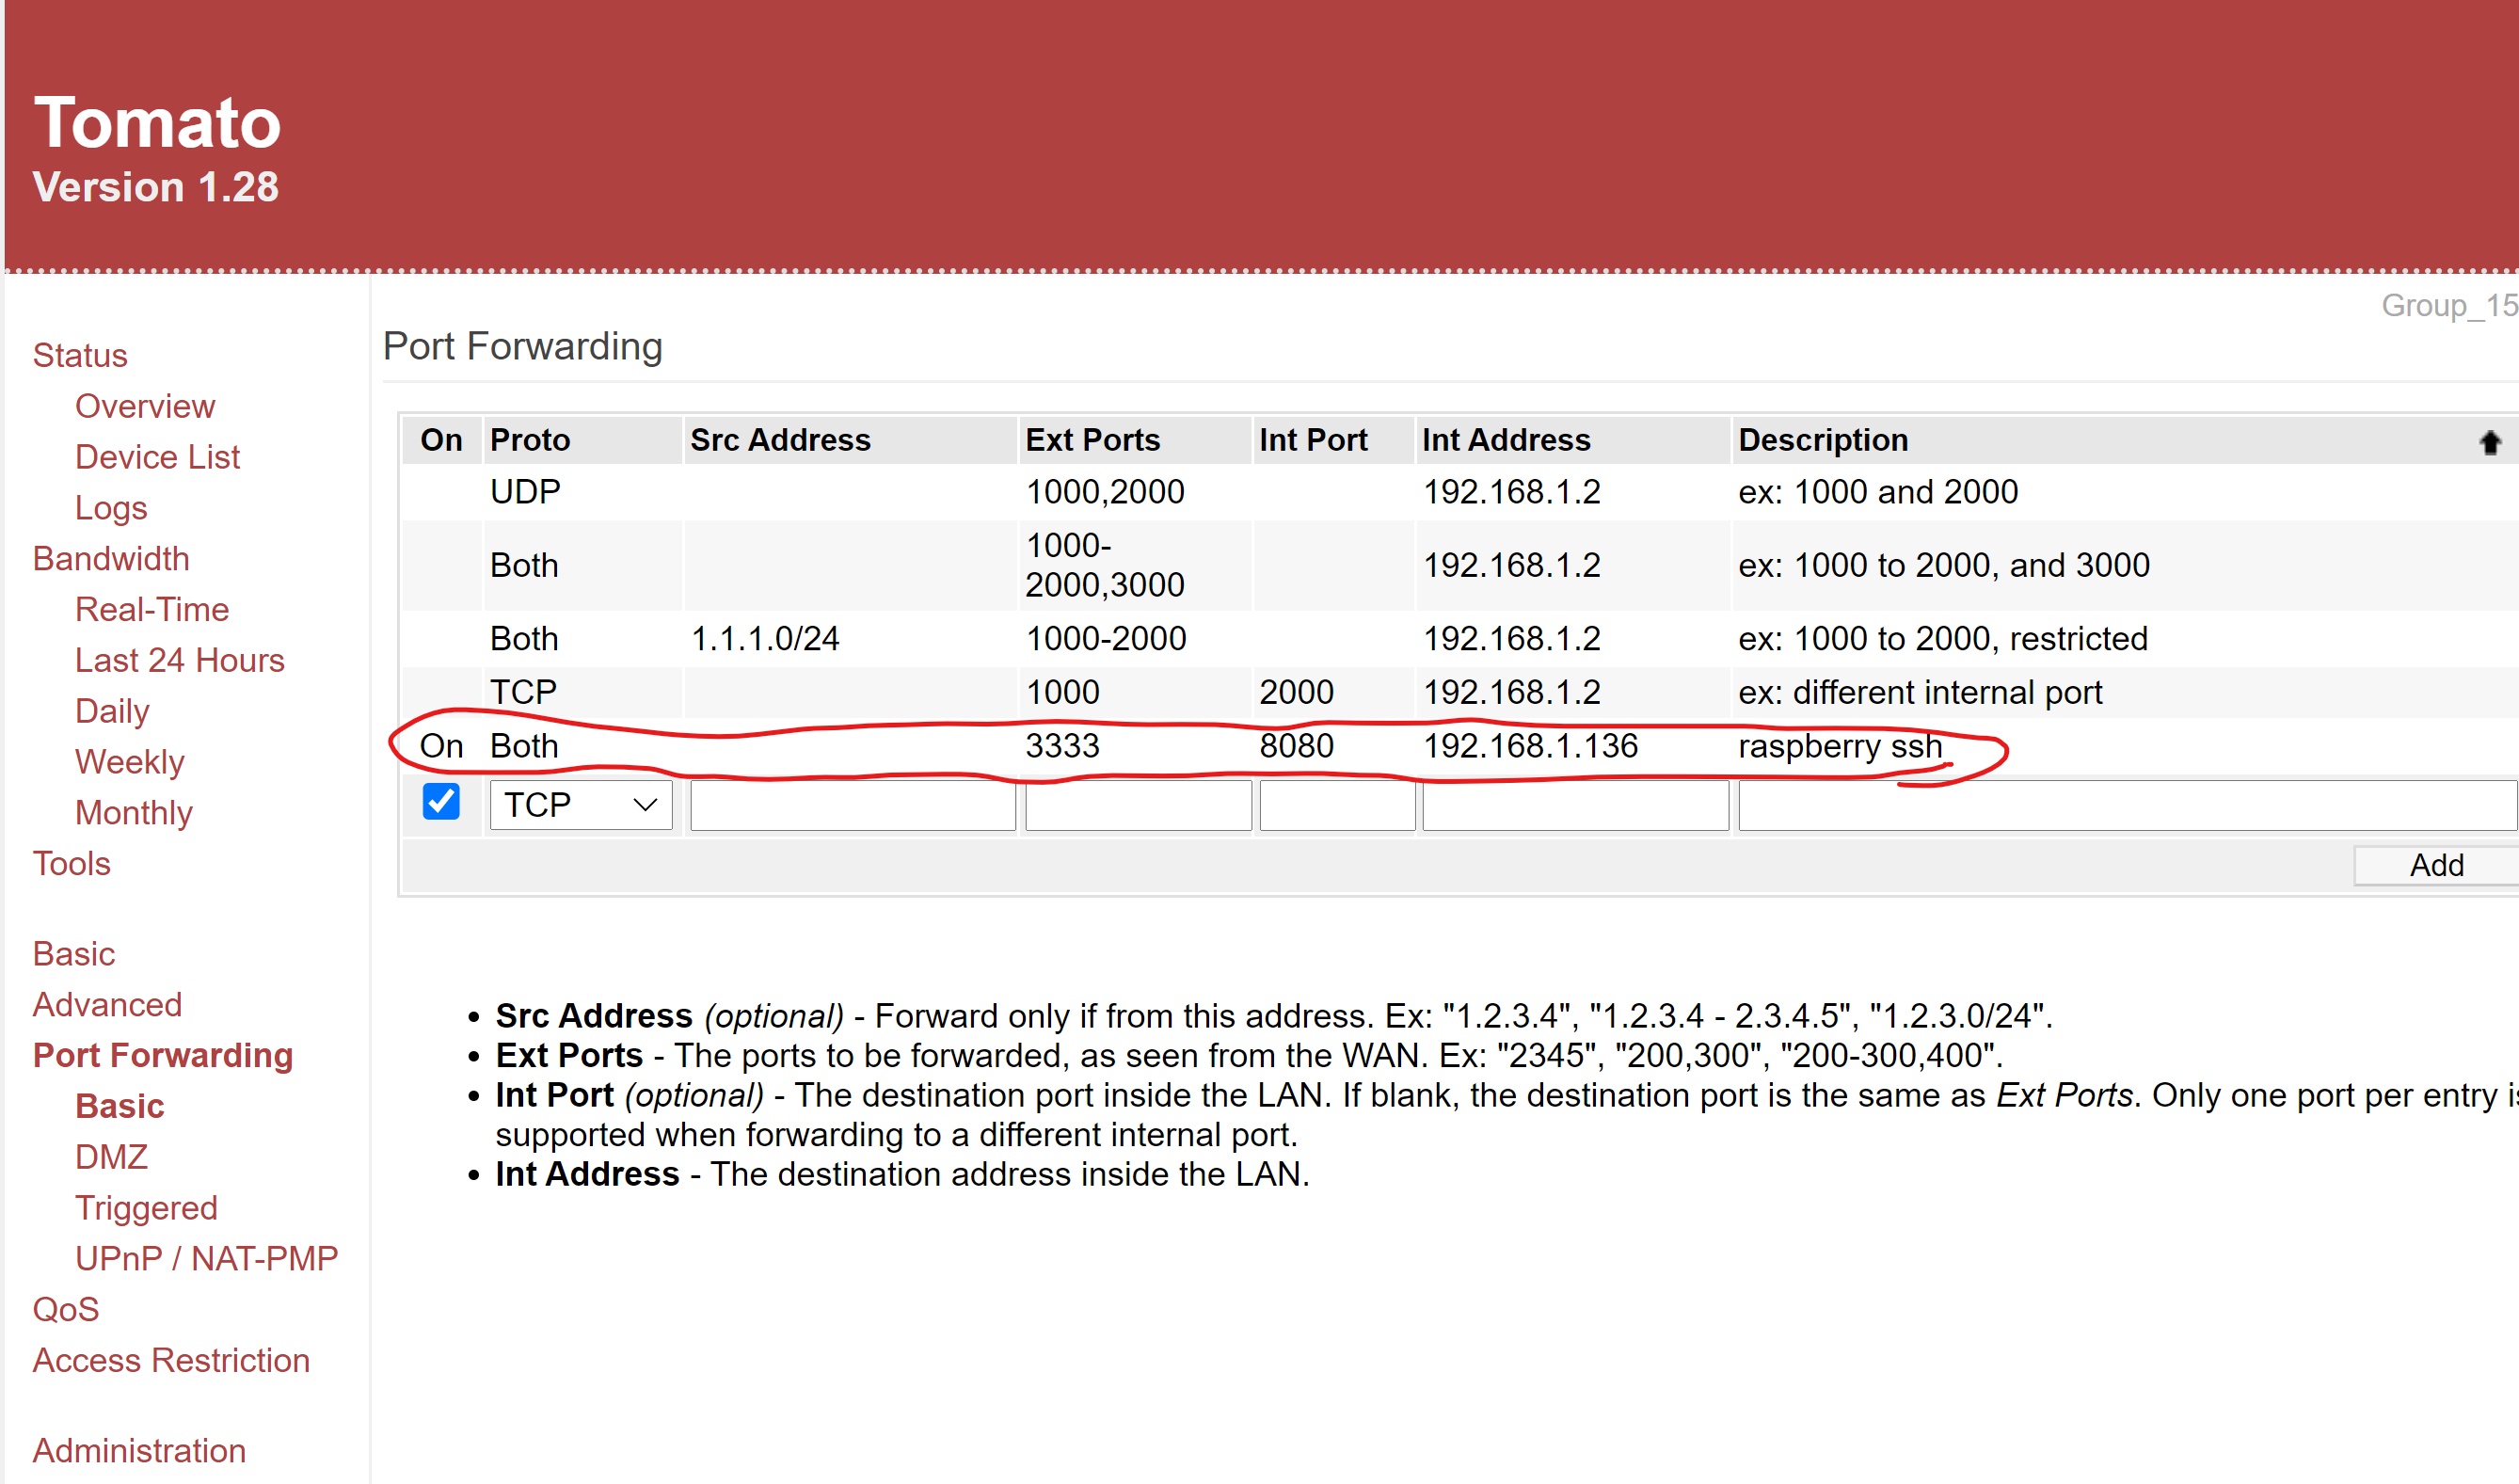 Tomato
Version 1.28
Group_15
Status
Overview
Device List
Logs
Bandwidth
Real-Time
Last 24 Hours
Daily
Weekly
Monthly
Tools
Basic
Advanced
Port Forwarding
Basic
DMZ
Triggered
UPnP / NAT-PMP
QoS
Access Restriction
Administration
Port Forwarding
On Proto Src Address Ext Ports Int Port Int Address Description
UDP 1000,2000 192.168.1.2 ex: 1000 and 2000
Both 1000-2000,3000 192.168.1.2 ex: 1000 to 2000, and 3000
Both 1.1.1.0/24 1000-2000 192.168.1.2 ex: 1000 to 2000, restricted
TCP 1000 2000 192.168.1.2 ex: different internal port
On Both 3333 8080 192.168.1.136 raspberry ssh
TCP
Add
• Src Address (optional) - Forward only if from this address. Ex: "1.2.3.4", "1.2.3.4 - 2.3.4.5", "1.2.3.0/24".
• Ext Ports - The ports to be forwarded, as seen from the WAN. Ex: "2345", "200,300", "200-300,400".
• Int Port (optional) - The destination port inside the LAN. If blank, the destination port is the same as Ext Ports. Only one port per entry is
supported when forwarding to a different internal port.
• Int Address - The destination address inside the LAN.